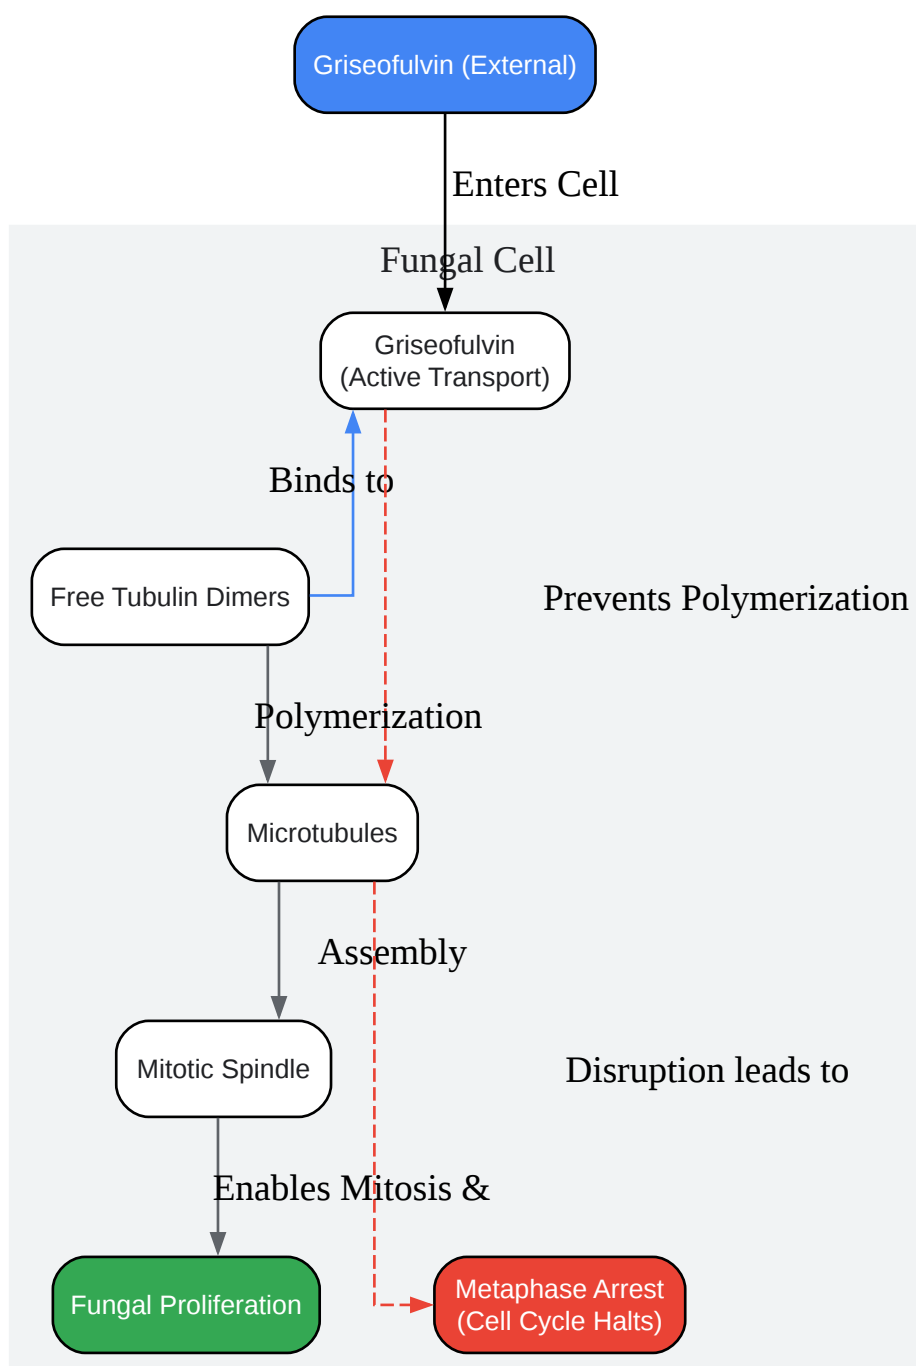 Griseofulvin (External)
Enters Cell
Fungal Cell
Griseofulvin
(Active Transport)
Binds to
Free Tubulin Dimers
Prevents Polymerization
Polymerization
Microtubules
Assembly
Mitotic Spindle
Disruption leads to
Enables Mitosis &
Fungal Proliferation
Metaphase Arrest
(Cell Cycle Halts)